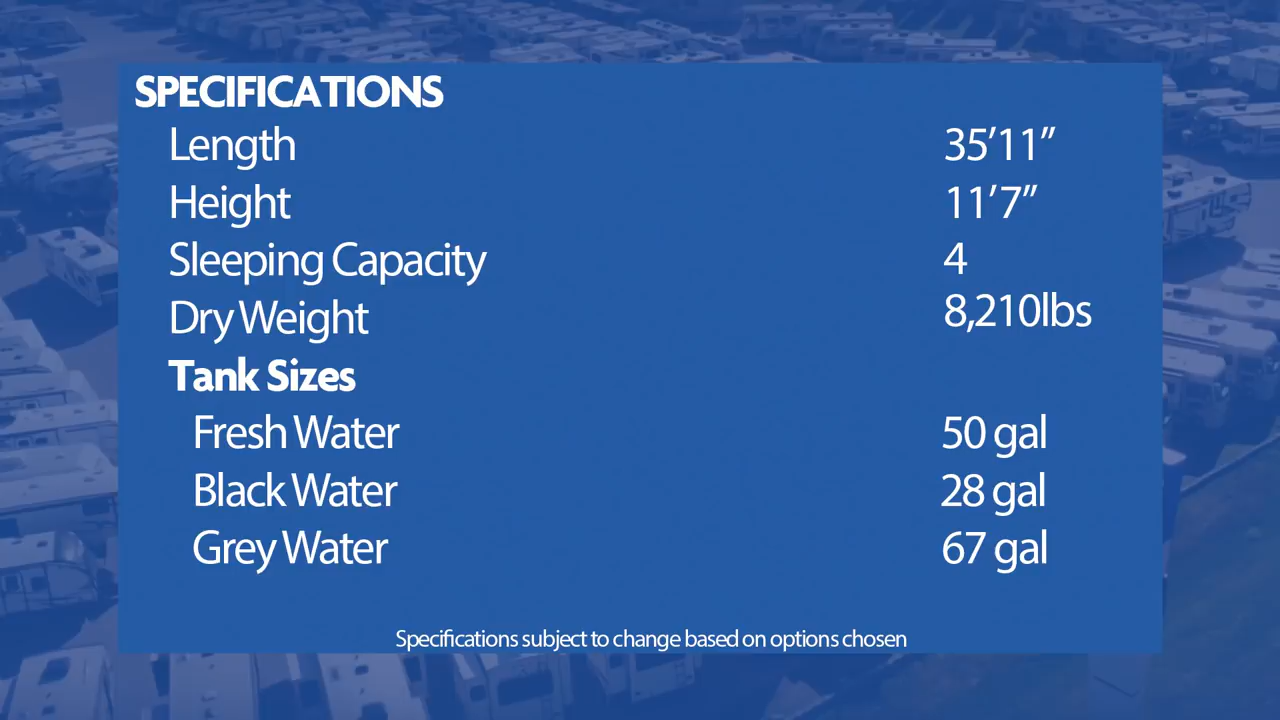 SPECIFICATIONS
Length 35’11”
Height 11’7”
Sleeping Capacity 4
Dry Weight 8,210lbs
Tank Sizes
Fresh Water 50 gal
Black Water 28 gal
Grey Water 67 gal
Specifications subject to change based on options chosen